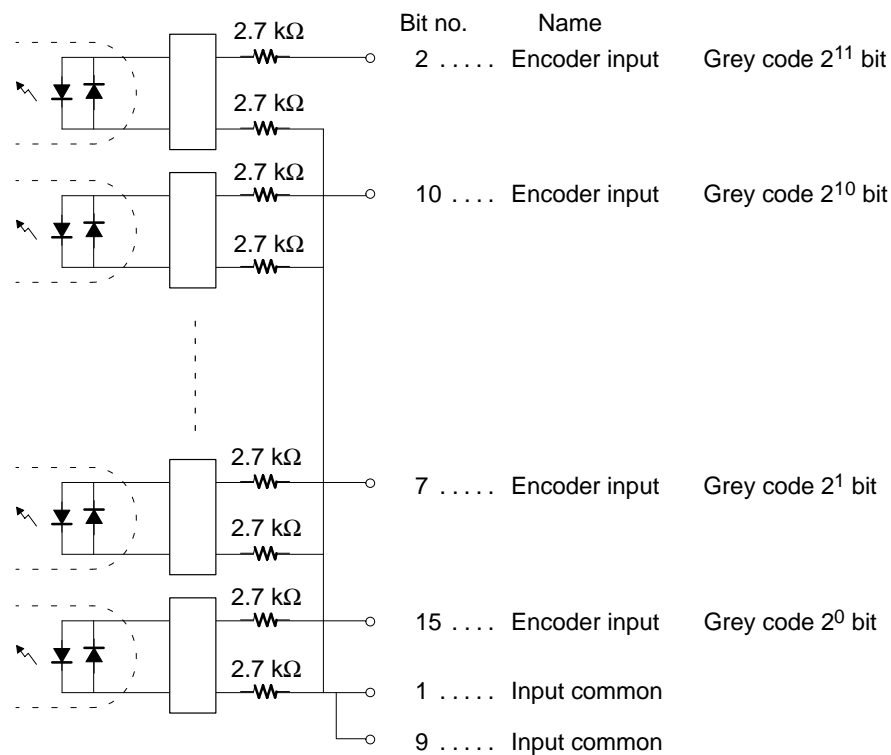 Bit no. Name
2.7 kΩ
2 ..... Encoder input Grey code 2¹¹ bit
2.7 kΩ
2.7 kΩ
10 .... Encoder input Grey code 2¹⁰ bit
2.7 kΩ
2.7 kΩ
7 ..... Encoder input Grey code 2¹ bit
2.7 kΩ
2.7 kΩ
15 .... Encoder input Grey code 2⁰ bit
2.7 kΩ
1 ..... Input common
9 ..... Input common